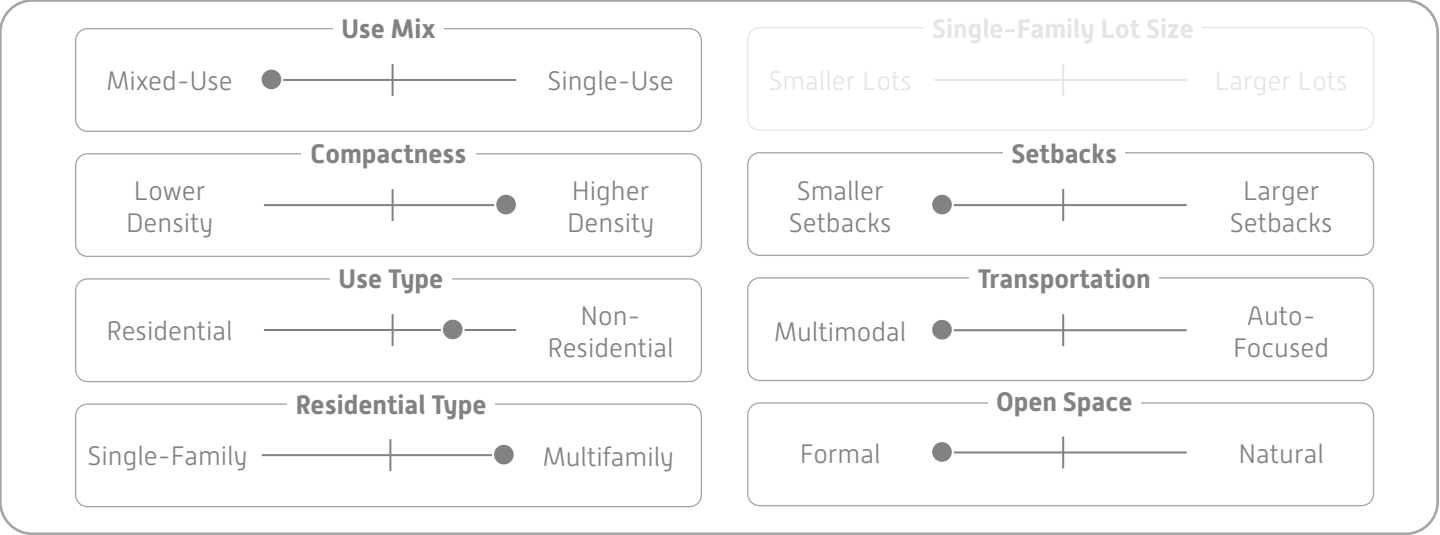 Use Mix
Mixed-Use
Single-Use
Single-Family Lot Size
Smaller Lots
Larger Lots
Compactness
Lower
Density
Higher
Density
Setbacks
Smaller
Setbacks
Larger
Setbacks
Use Type
Residential
Non-
Residential
Transportation
Multimodal
Auto-
Focused
Residential Type
Single-Family
Multifamily
Open Space
Formal
Natural